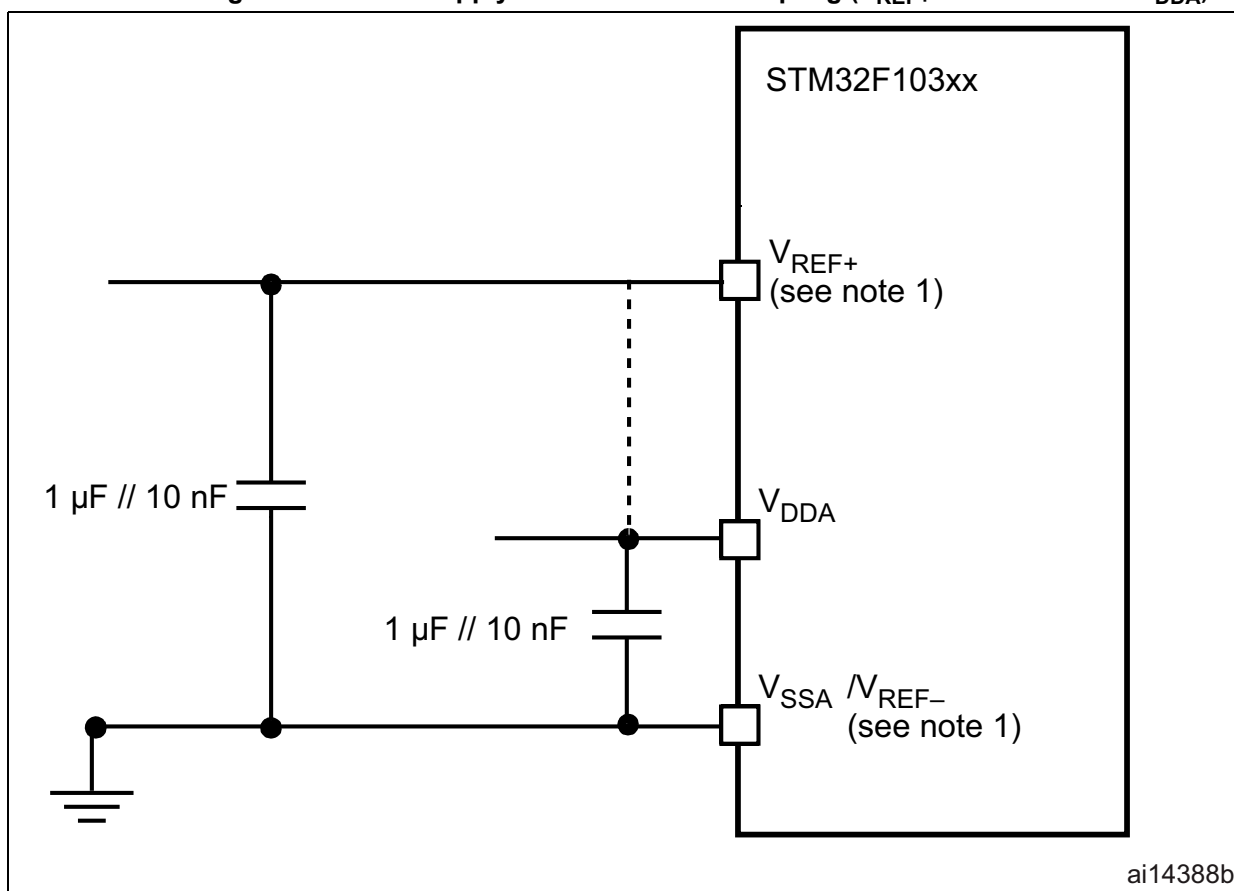 STM32F103xx
VREF+
(see note 1)
1 µF // 10 nF
VDDA
1 µF // 10 nF
VSSA /VREF–
(see note 1)
ai14388b